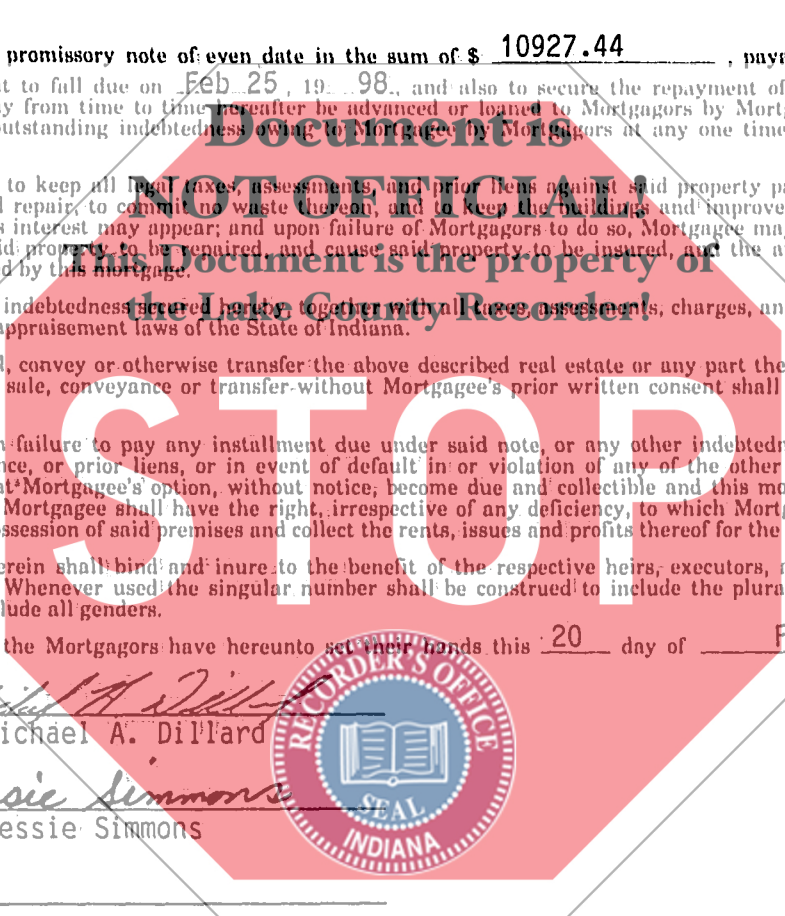 promissory note of even date in the sum of $ 10927.44 , paym
t to fall due on Feb 25, 19 98., and also to secure the repayment of
y from time to time hereafter be advanced or loaned to Mortgagors by Mortg
outstanding indebtedness owing to Mortgagee by Mortgagors at any one time
Document is
to keep all legal taxes, assessments, and prior liens against said property pa
NOT OFFICIAL!
d repair, to commit no waste thereon, and to keep the buildings and improve
s interest may appear; and upon failure of Mortgagors to do so, Mortgagee ma
id property to be repaired, and cause said property to be insured, and the a
This Document is the property of
d by this mortgage.
indebtedness secured hereby, together with all taxes, assessments, charges, an
the Lake County Recorder!
appraisement laws of the State of Indiana.
, convey or otherwise transfer the above described real estate or any part the
sale, conveyance or transfer without Mortgagee's prior written consent shall
STOP
n failure to pay any installment due under said note, or any other indebtedn
nce, or prior liens, or in event of default in or violation of any of the other
at Mortgagee's option, without notice, become due and collectible and this mo
Mortgagee shall have the right, irrespective of any deficiency, to which Mortg
ossession of said premises and collect the rents, issues and profits thereof for the
erein shall bind and inure to the benefit of the respective heirs, executors, a
Whenever used the singular number shall be construed to include the plura
lude all genders.
the Mortgagors have hereunto set their hands this 20 day of F
RECORDER'S OFFICE
ichael A. Dillard
SEAL
INDIANA
sie Simmons
essie Simmons